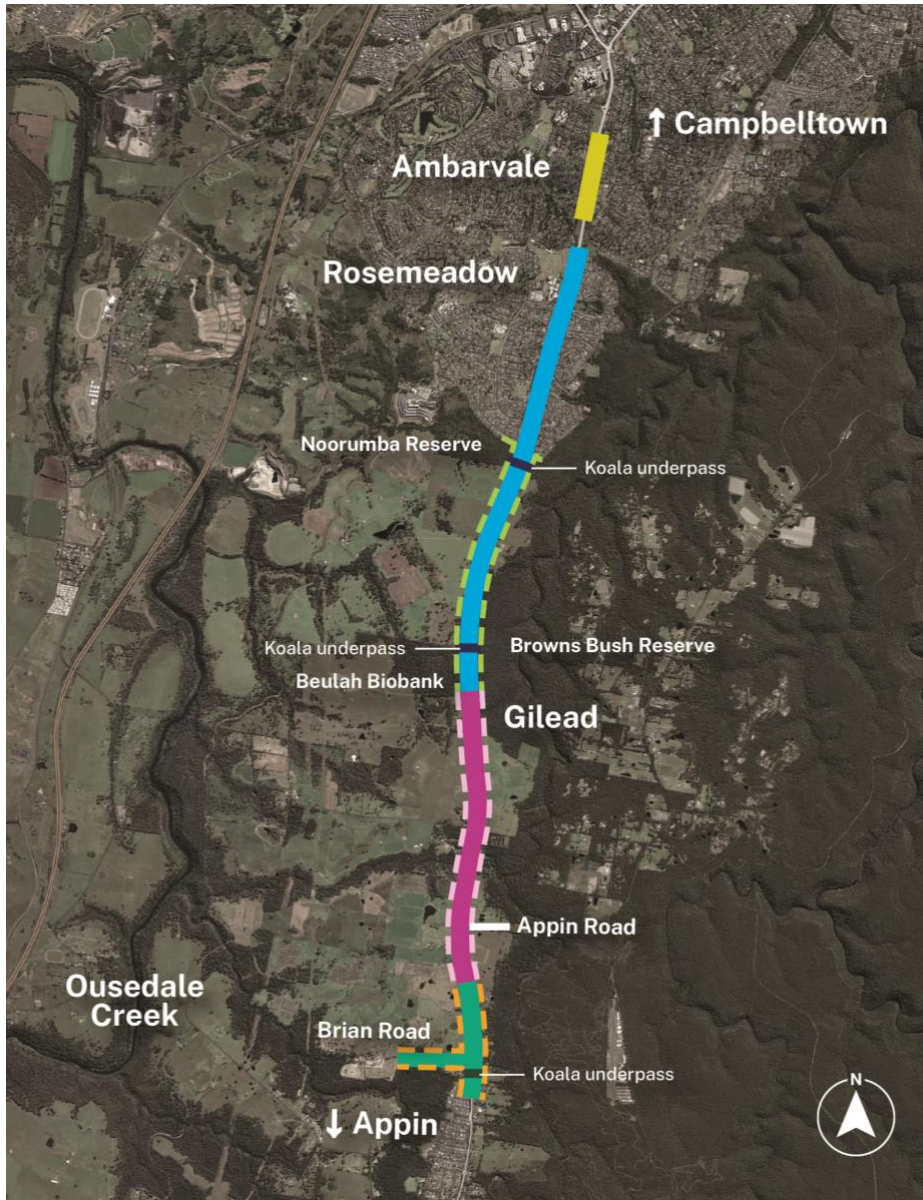 ↑ Campbelltown
Ambarvale
Rosemeadow
Noorumba Reserve
Koala underpass
Koala underpass
Browns Bush Reserve
Beulah Biobank
Gilead
Appin Road
Ousedale
Creek
Brian Road
Koala underpass
↓ Appin
N